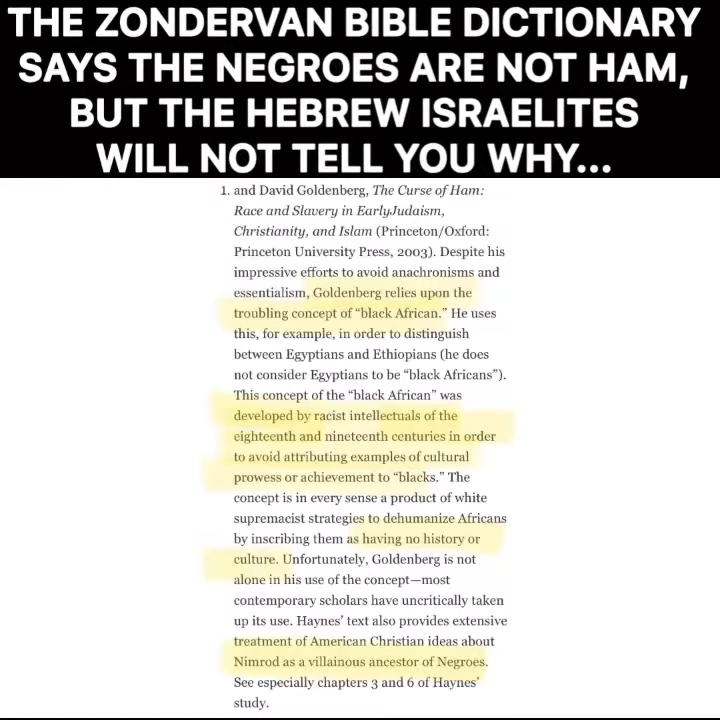 THE ZONDERVAN BIBLE DICTIONARY
SAYS THE NEGROES ARE NOT HAM,
BUT THE HEBREW ISRAELITES
WILL NOT TELL YOU WHY...
1. and David Goldenberg, The Curse of Ham:
Race and Slavery in EarlyJudaism,
Christianity, and Islam (Princeton/Oxford:
Princeton University Press, 2003). Despite his
impressive efforts to avoid anachronisms and
essentialism, Goldenberg relies upon the
troubling concept of “black African.” He uses
this, for example, in order to distinguish
between Egyptians and Ethiopians (he does
not consider Egyptians to be “black Africans”).
This concept of the “black African” was
developed by racist intellectuals of the
eighteenth and nineteenth centuries in order
to avoid attributing examples of cultural
prowess or achievement to “blacks.” The
concept is in every sense a product of white
supremacist strategies to dehumanize Africans
by inscribing them as having no history or
culture. Unfortunately, Goldenberg is not
alone in his use of the concept—most
contemporary scholars have uncritically taken
up its use. Haynes’ text also provides extensive
treatment of American Christian ideas about
Nimrod as a villainous ancestor of Negroes.
See especially chapters 3 and 6 of Haynes’
study.